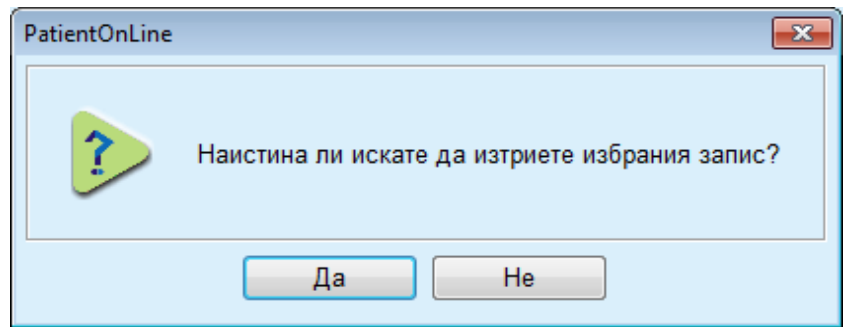 PatientOnLine
Наистина ли искате да изтриете избрания запис?
Да Не